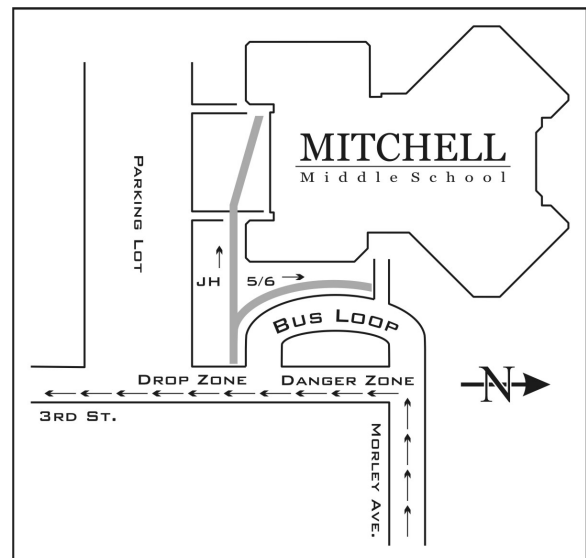 MITCHELL
Middle School
PARKING LOT
JH
5/6
BUS LOOP
DROP ZONE
DANGER ZONE
N
3RD ST.
MORLEY AVE.